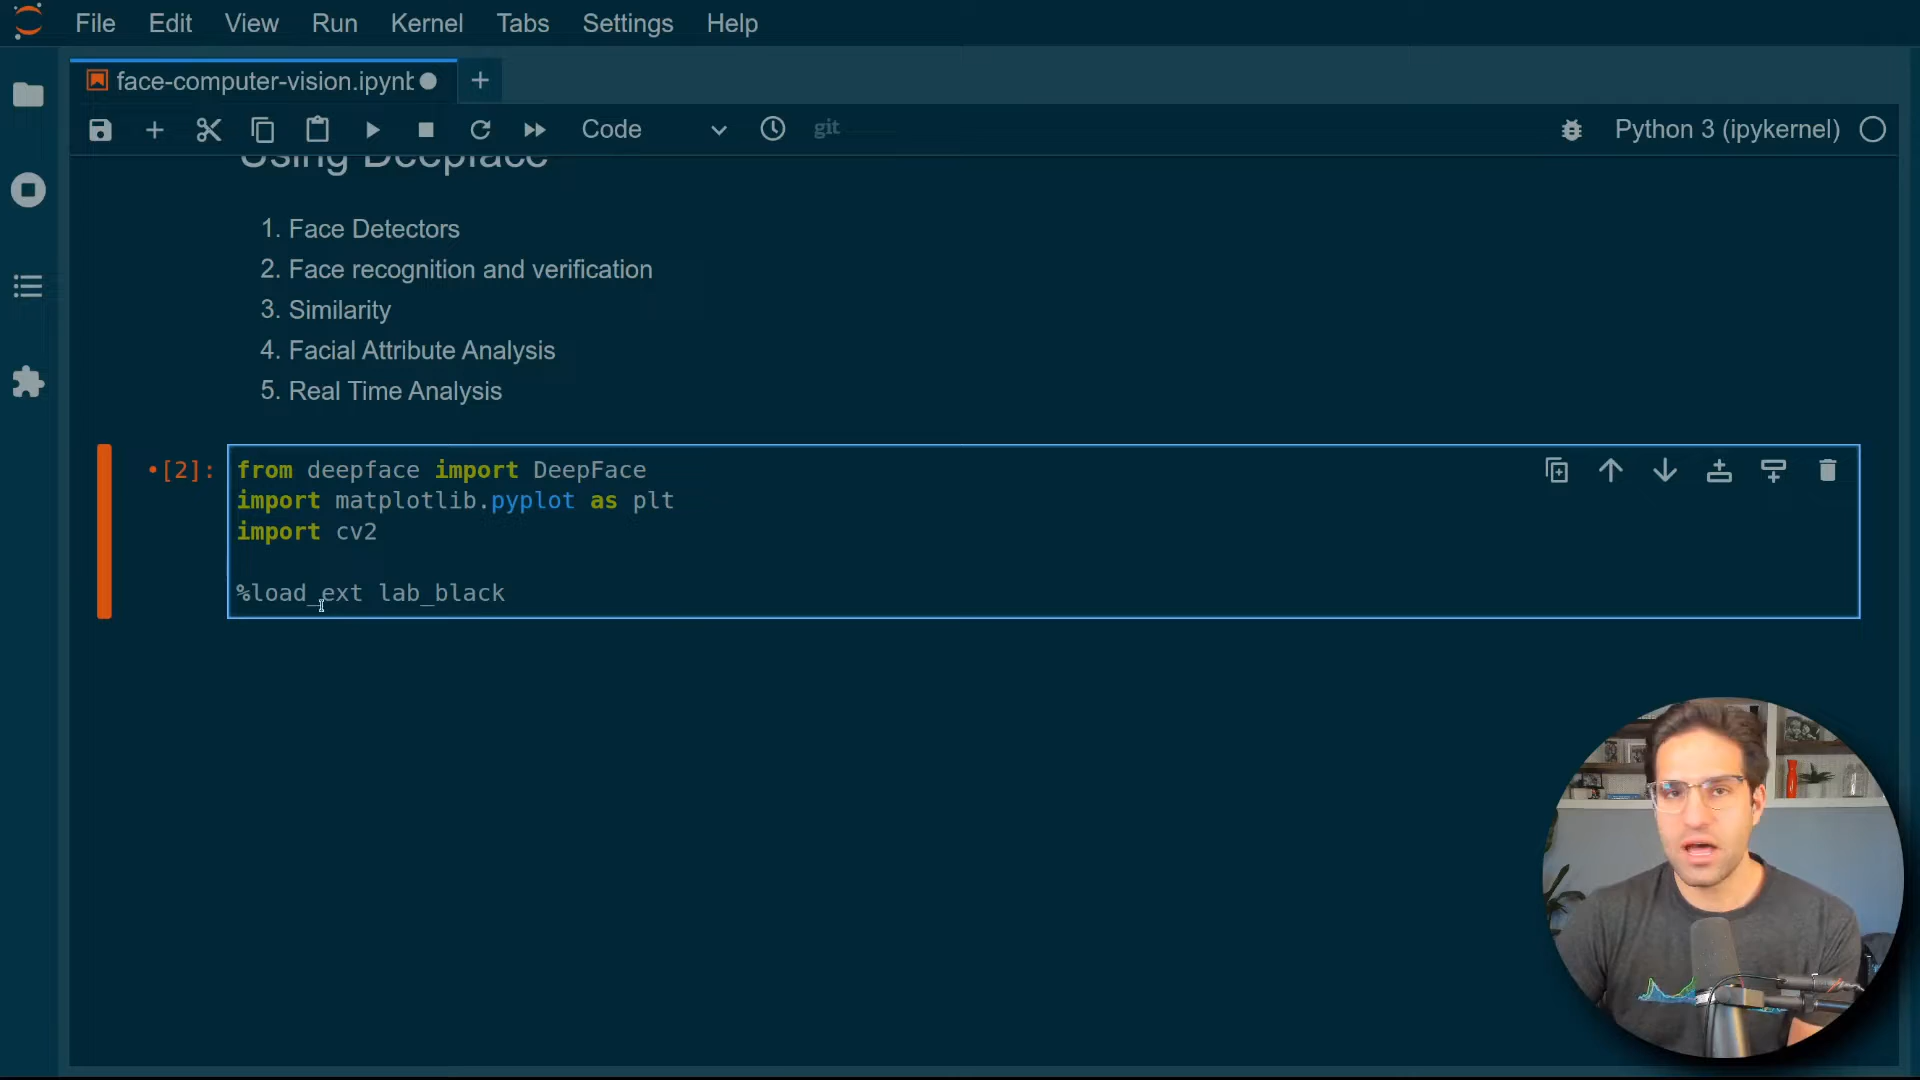 File Edit View Run Kernel Tabs Settings Help
face-computer-vision.ipynb
Code git Python 3 (ipykernel)
Using Deepface
1. Face Detectors
2. Face recognition and verification
3. Similarity
4. Facial Attribute Analysis
5. Real Time Analysis
[2]: from deepface import DeepFace
import matplotlib.pyplot as plt
import cv2
%load_ext lab_black